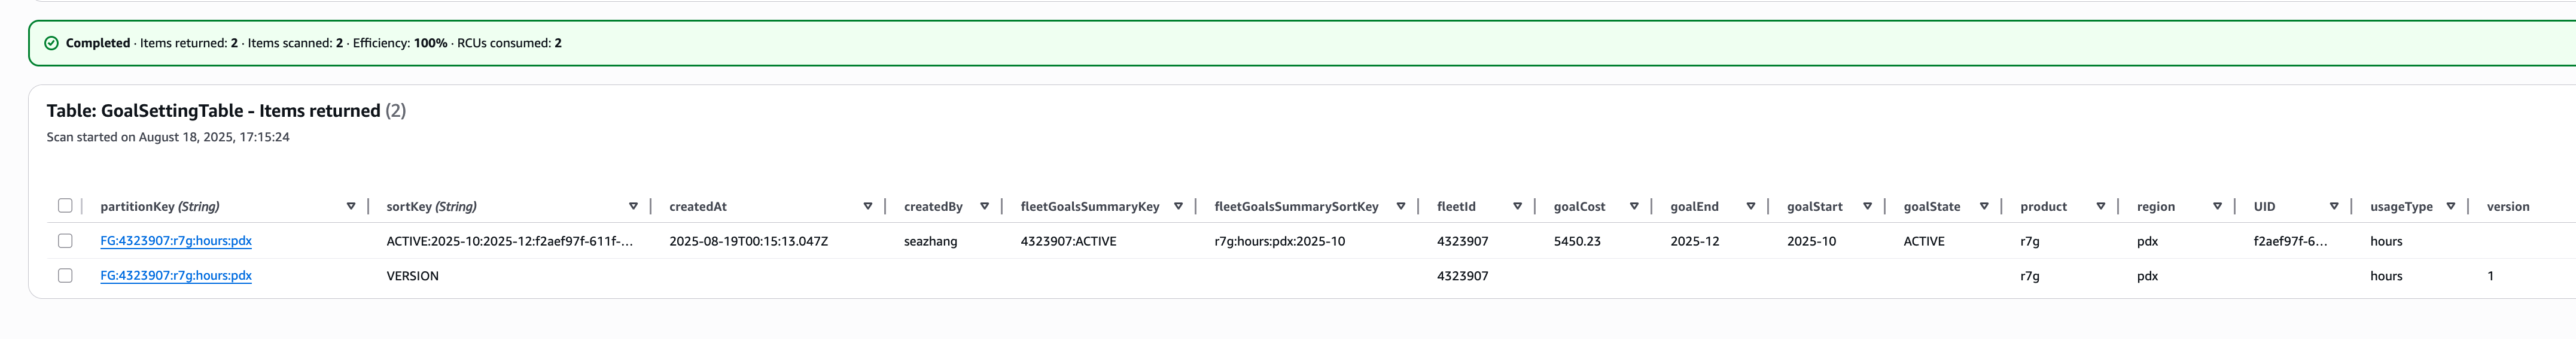 Completed · Items returned: 2 · Items scanned: 2 · Efficiency: 100% · RCUs consumed: 2
Table: GoalSettingTable - Items returned (2)
Scan started on August 18, 2025, 17:15:24
partitionKey (String) sortKey (String) createdAt createdBy fleetGoalsSummaryKey fleetGoalsSummarySortKey fleetId goalCost goalEnd goalStart goalState product region UID usageType version
FG:4323907:r7g:hours:pdx ACTIVE:2025-10:2025-12:f2aef97f-611f-... 2025-08-19T00:15:13.047Z seazhang 4323907:ACTIVE r7g:hours:pdx:2025-10 4323907 5450.23 2025-12 2025-10 ACTIVE r7g pdx f2aef97f-6... hours
FG:4323907:r7g:hours:pdx VERSION 4323907 r7g pdx hours 1